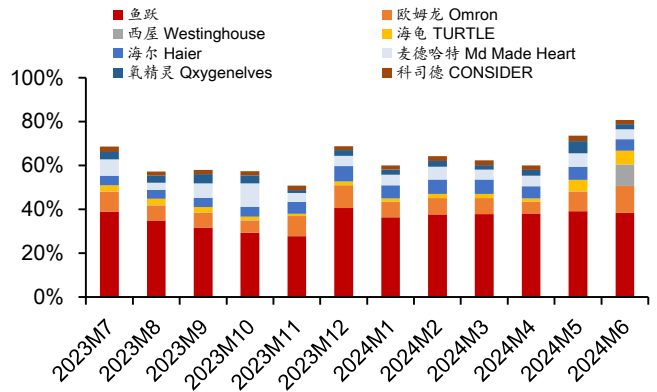 鱼跃
欧姆龙 Omron
西屋 Westinghouse
海龟 TURTLE
海尔 Haier
麦德哈特 Md Made Heart
氧精灵 Qxygenelves
科司德 CONSIDER
100%
80%
60%
40%
20%
0%
2023M7
2023M8
2023M9
2023M10
2023M11
2023M12
2024M1
2024M2
2024M3
2024M4
2024M5
2024M6